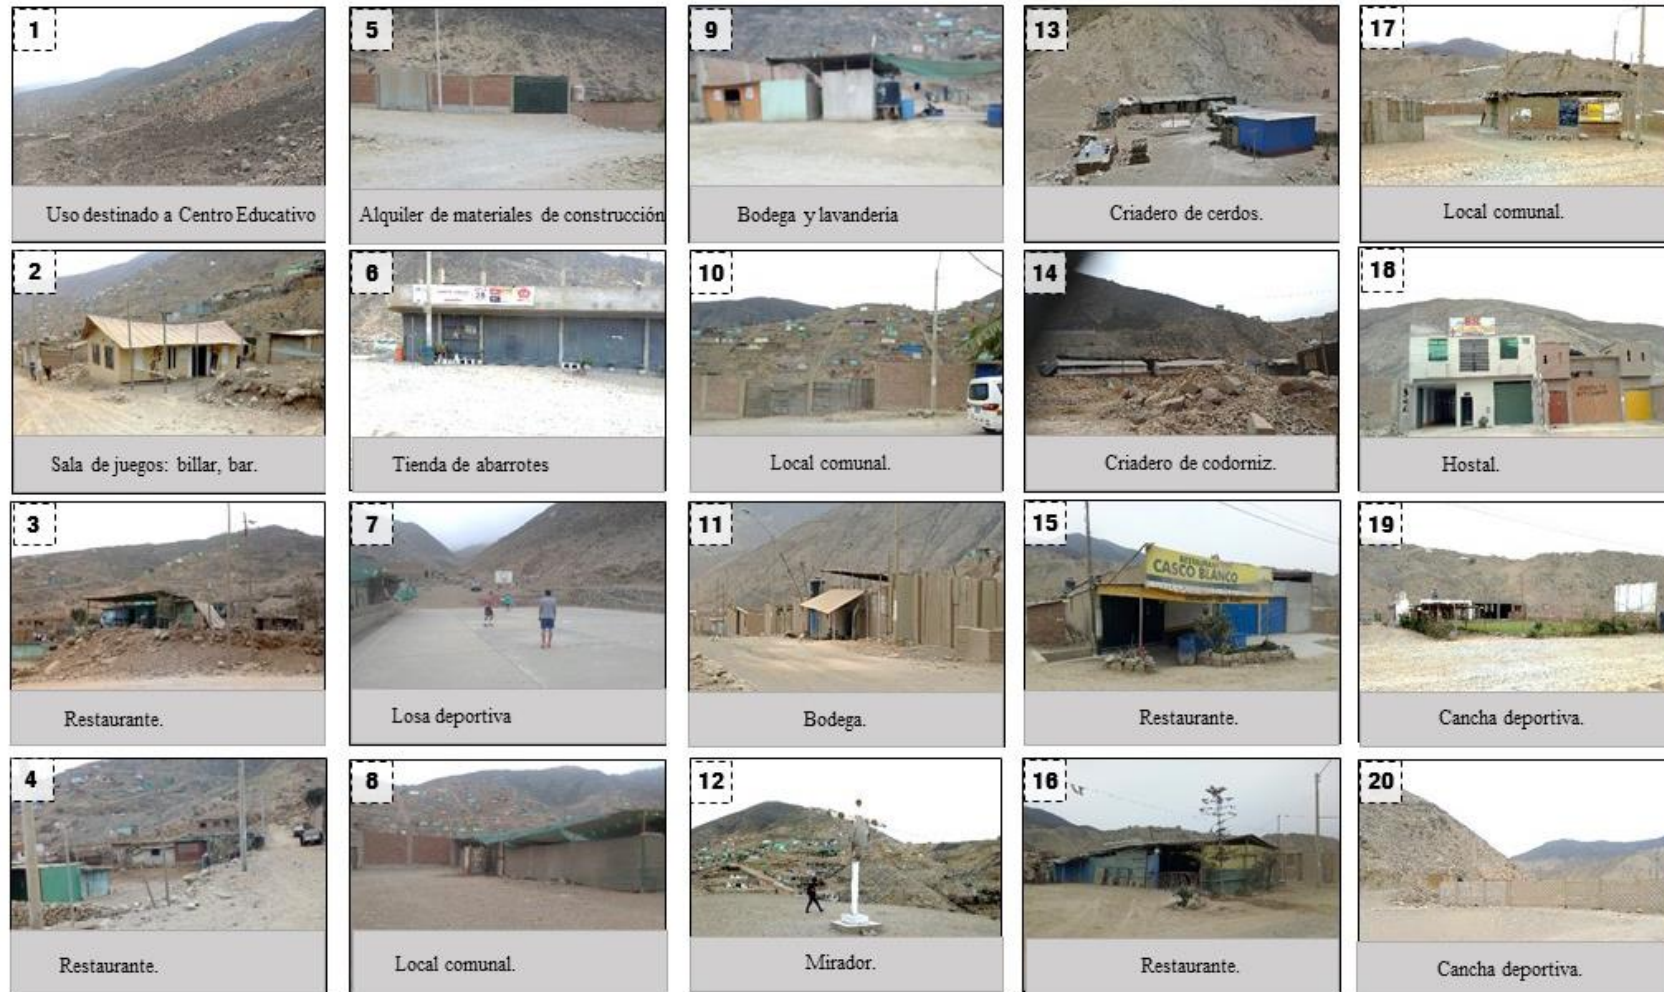 1
Uso destinado a Centro Educativo
2
Sala de juegos: billar, bar.
3
Restaurante.
4
Restaurante.
5
Alquiler de materiales de construcción
6
Tienda de abarrotes
7
Losa deportiva
8
Local comunal.
9
Bodega y lavanderia
10
Local comunal.
11
Bodega.
12
Mirador.
13
Criadero de cerdos.
14
Criadero de codorniz.
15
CASCO BLANCO
Restaurante.
16
Restaurante.
17
Local comunal.
18
Hostal.
19
Cancha deportiva.
20
Cancha deportiva.